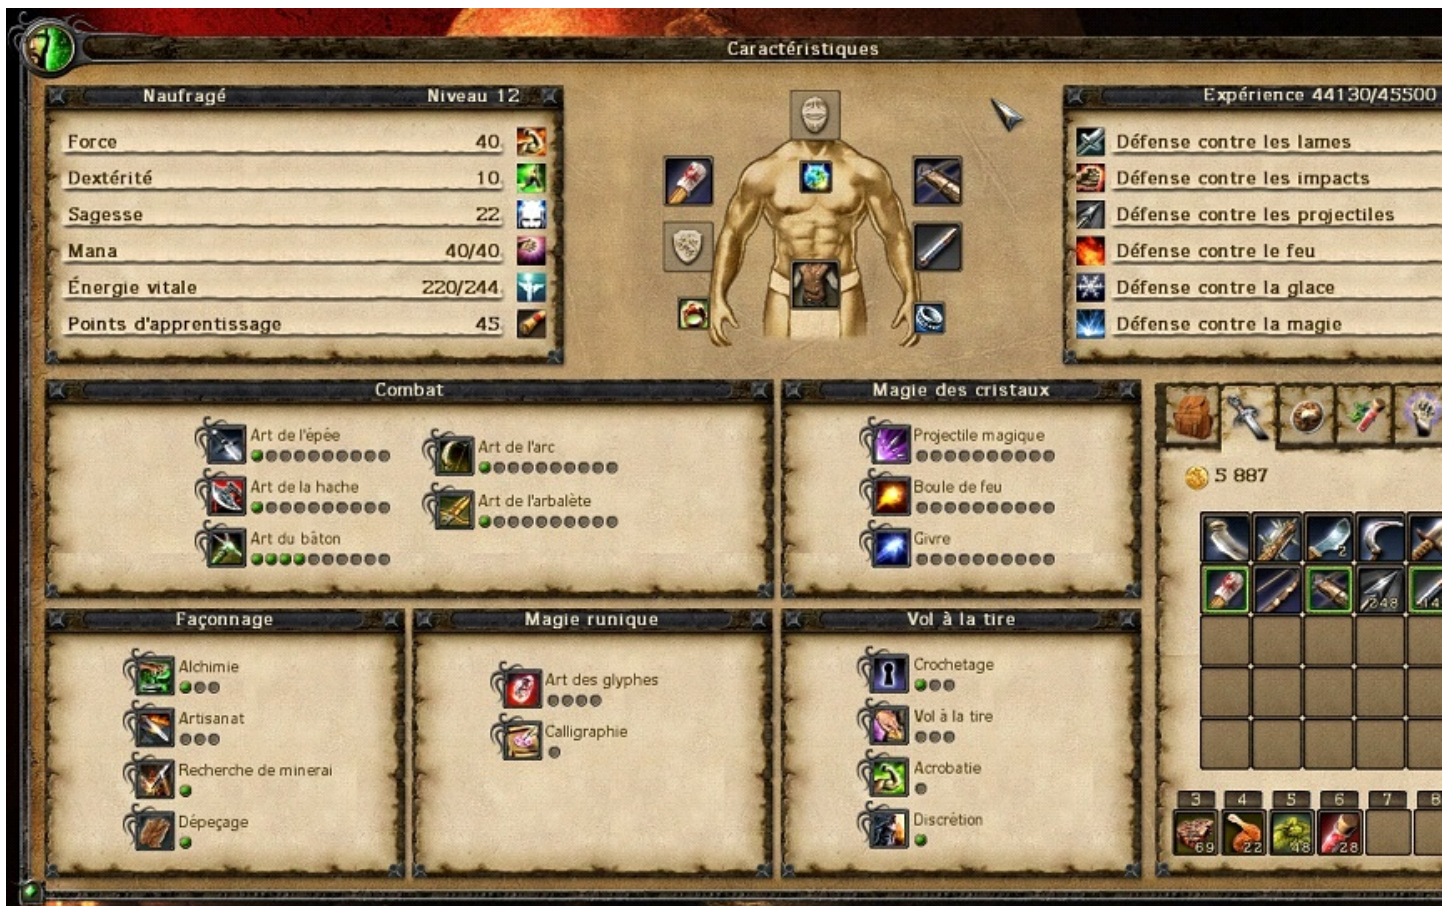 Caractéristiques
Naufragé Niveau 12
Force 40
Dextérité 10
Sagesse 22
Mana 40/40
Énergie vitale 220/244
Points d'apprentissage 45
Expérience 44130/45500
Défense contre les lames
Défense contre les impacts
Défense contre les projectiles
Défense contre le feu
Défense contre la glace
Défense contre la magie
Combat
Art de l'épée
Art de la hache
Art du bâton
Art de l'arc
Art de l'arbalète
Magie des cristaux
Projectile magique
Boule de feu
Givre
5 887
2
248
14
Façonnage
Alchimie
Artisanat
Recherche de minerai
Dépeçage
Magie runique
Art des glyphes
Calligraphie
Vol à la tire
Crochetage
Vol à la tire
Acrobatie
Discrétion
3 4 5 6 7 8
69 22 48 28